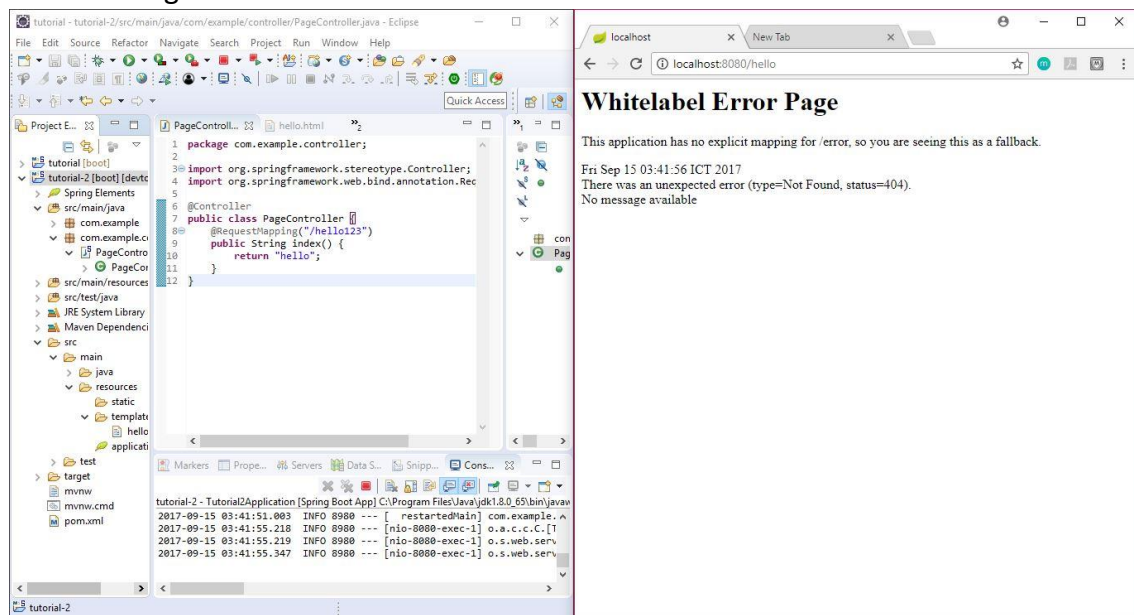 tutorial - tutorial-2/src/main/java/com/example/controller/PageController.java - Eclipse
File Edit Source Refactor Navigate Search Project Run Window Help
Quick Access
Project E...
tutorial [boot]
tutorial-2 [boot] [devtc
Spring Elements
src/main/java
com.example
com.example.co
PageContro
PageCor
src/main/resources
src/test/java
JRE System Library
Maven Dependenci
src
main
java
resources
static
template
hello
applicati
test
target
mvnw
mvnw.cmd
pom.xml
PageControll... hello.html »2
1 package com.example.controller;
2
3 import org.springframework.stereotype.Controller;
4 import org.springframework.web.bind.annotation.Rec
5
6 @Controller
7 public class PageController {
8 @RequestMapping("/hello123")
9 public String index() {
10 return "hello";
11 }
12 }
»1
con
Pag
Markers Prope... Servers Data S... Snipp... Cons...
tutorial-2 - Tutorial2Application [Spring Boot App] C:\Program Files\Java\jdk1.8.0_65\bin\javaw
2017-09-15 03:41:51.003 INFO 8980 --- [ restartedMain] com.example.
2017-09-15 03:41:55.218 INFO 8980 --- [nio-8080-exec-1] o.a.c.c.C.[T
2017-09-15 03:41:55.219 INFO 8980 --- [nio-8080-exec-1] o.s.web.serv
2017-09-15 03:41:55.347 INFO 8980 --- [nio-8080-exec-1] o.s.web.serv
tutorial-2
localhost New Tab
localhost:8080/hello
Whitelabel Error Page
This application has no explicit mapping for /error, so you are seeing this as a fallback.
Fri Sep 15 03:41:56 ICT 2017
There was an unexpected error (type=Not Found, status=404).
No message available